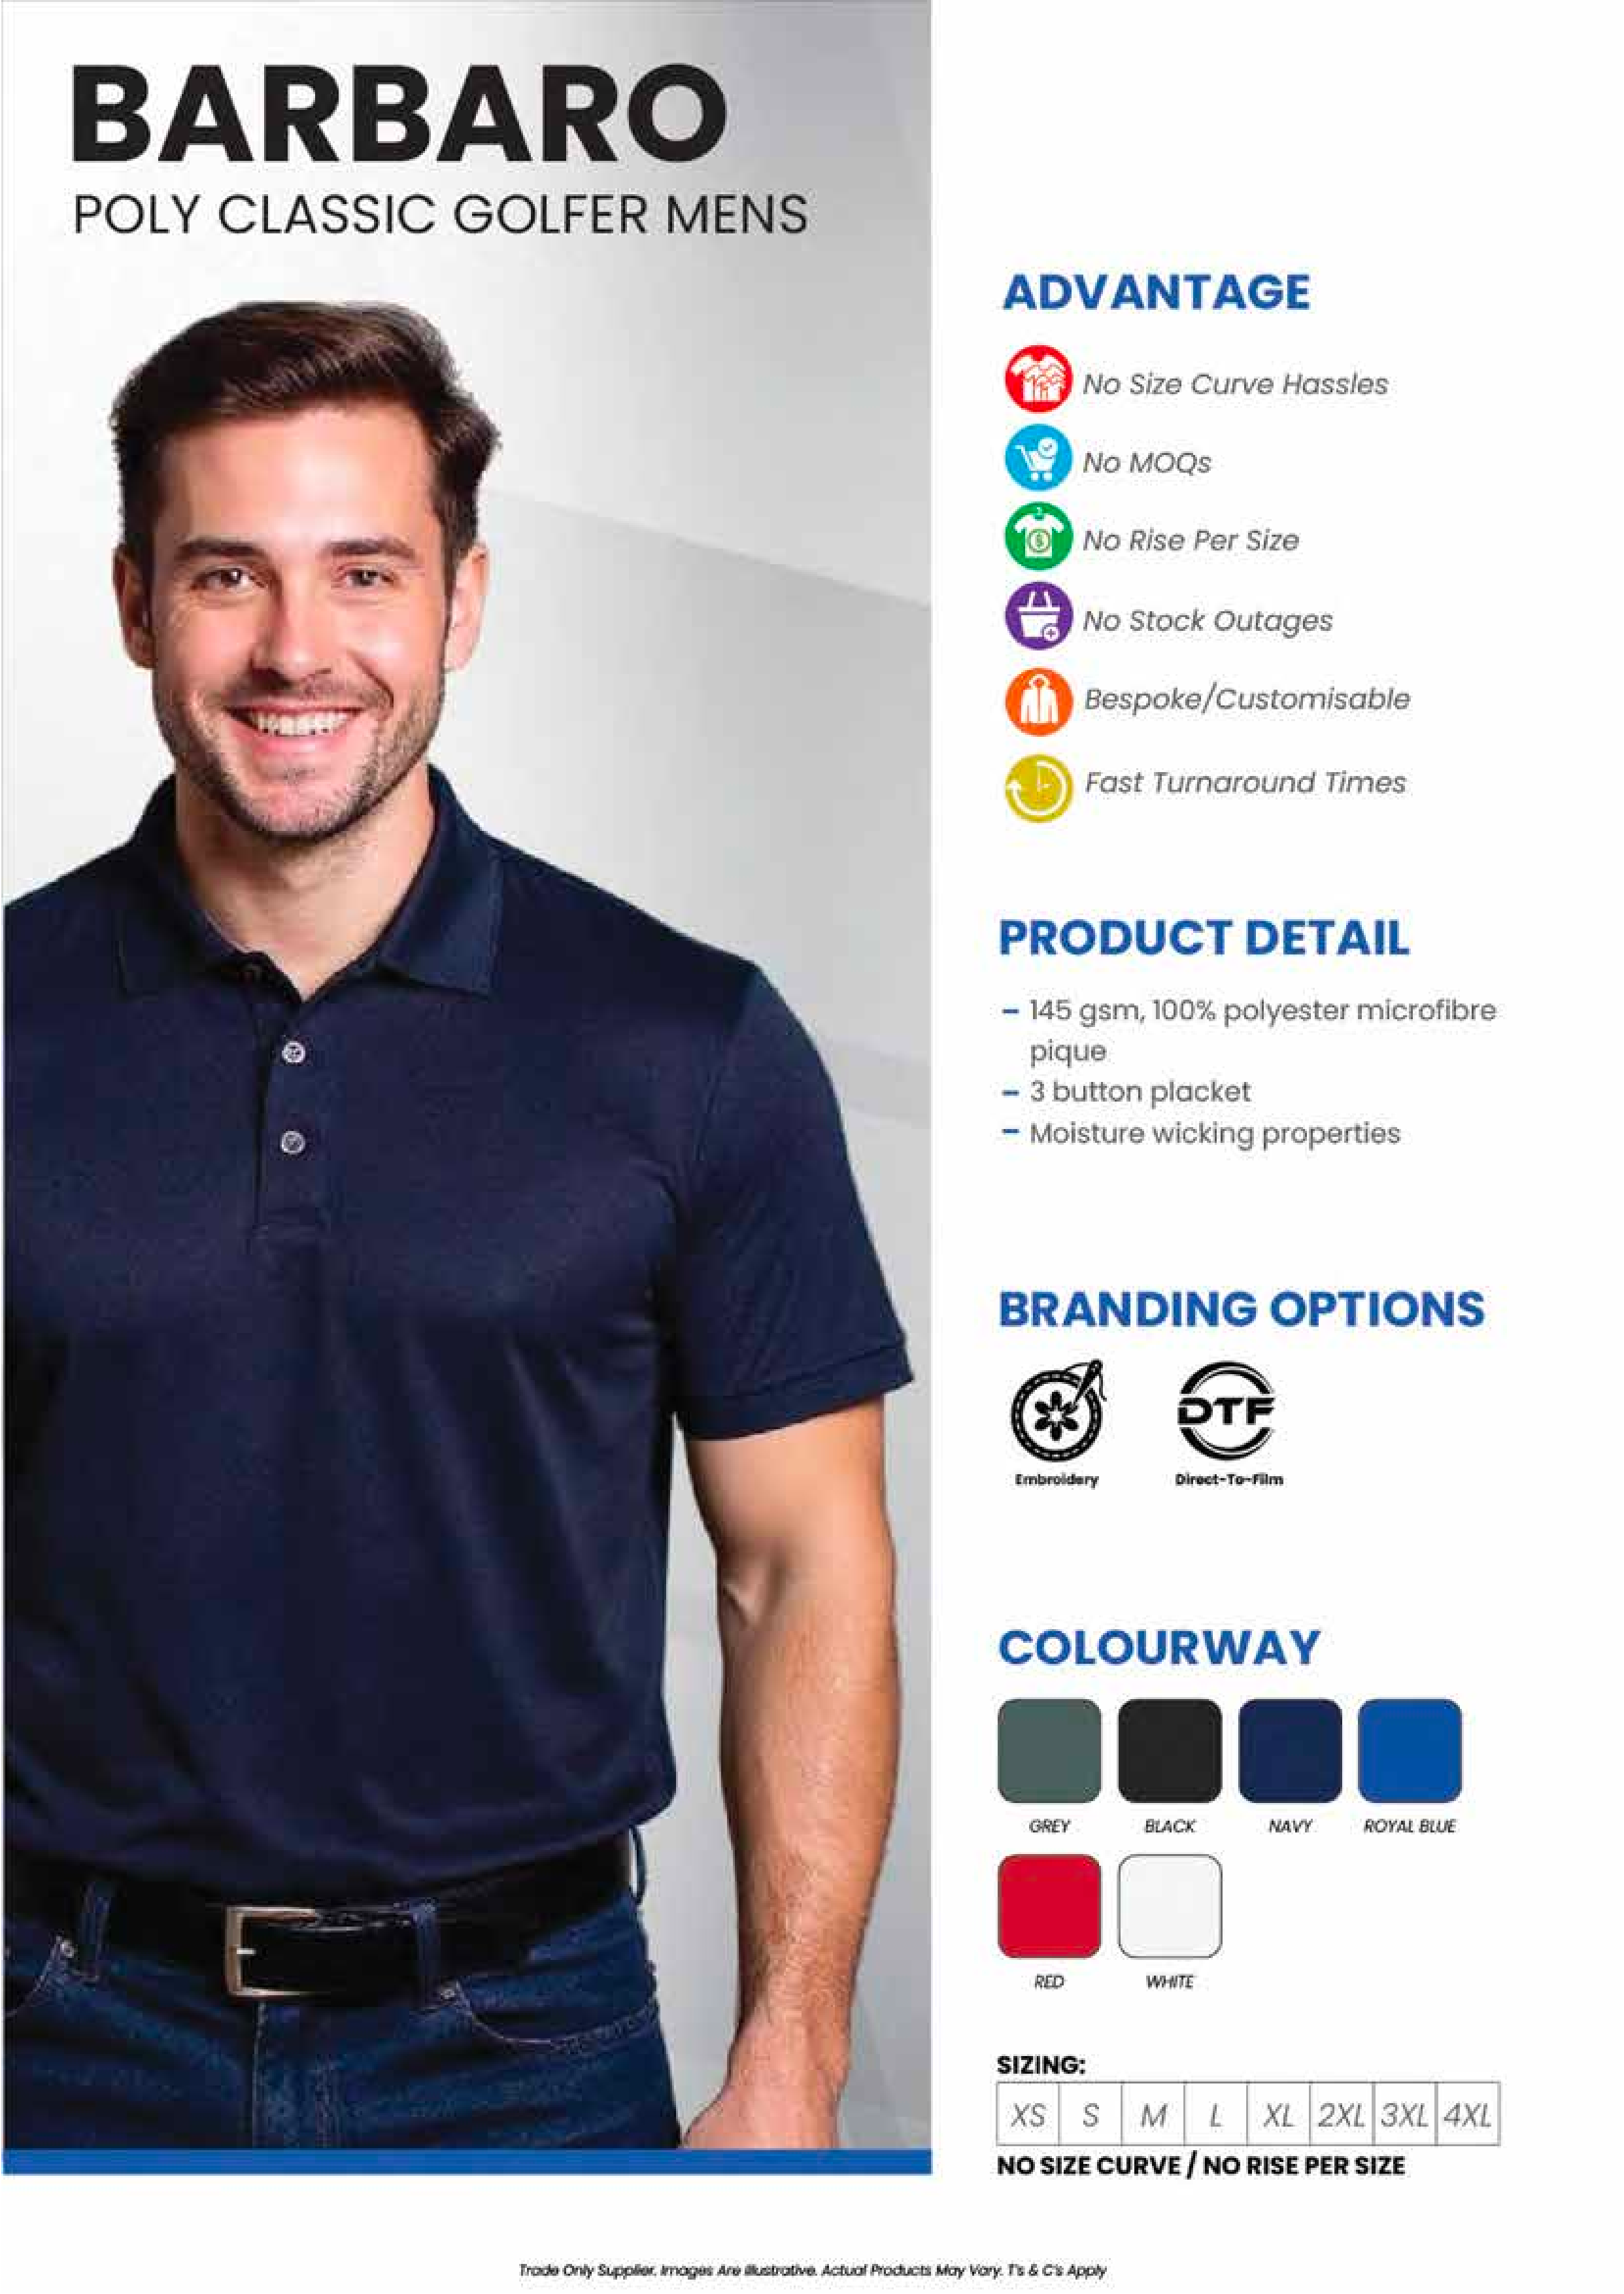 BARBARO
POLY CLASSIC GOLFER MENS
ADVANTAGE
No Size Curve Hassles
No MOQs
No Rise Per Size
No Stock Outages
Bespoke/Customisable
Fast Turnaround Times
PRODUCT DETAIL
– 145 gsm, 100% polyester microfibre
pique
– 3 button placket
– Moisture wicking properties
BRANDING OPTIONS
DTF
Embroidery Direct-To-Film
COLOURWAY
GREY BLACK NAVY ROYAL BLUE
RED WHITE
SIZING:
XS S M L XL 2XL 3XL 4XL
NO SIZE CURVE / NO RISE PER SIZE
Trade Only Supplier. Images Are Illustrative. Actual Products May Vary. T's & C's Apply